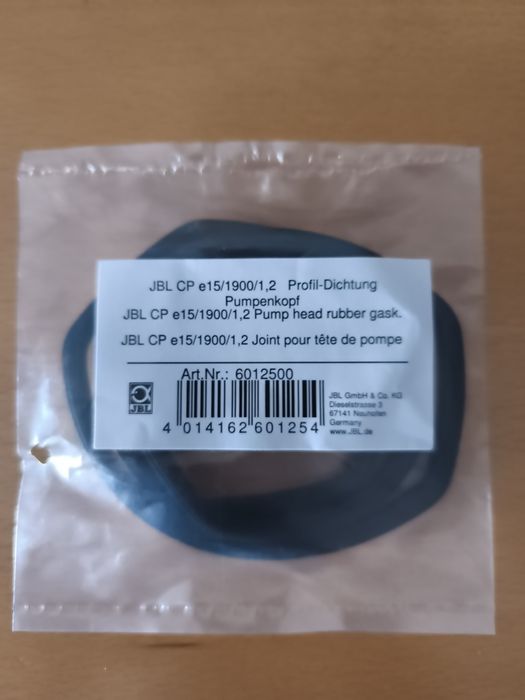 JBL CP e15/1900/1,2 Profil-Dichtung
Pumpenkopf
JBL CP e15/1900/1,2 Pump head rubber gask.
JBL CP e15/1900/1,2 Joint pour tête de pompe
Art.Nr.: 6012500
JBL
4 014162 601254
JBL GmbH & Co. KG
Dieselstrasse 3
67141 Neuhofen
Germany
www.JBL.de